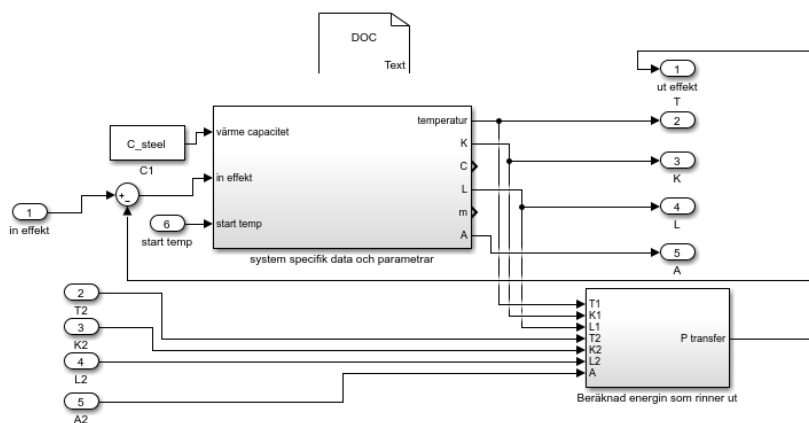 DOC
Text
1
ut effekt
T
2
3
K
4
L
5
A
C_steel
C1
värme capacitet
in effekt
start temp
temperatur
K
C
L
m
A
system specifik data och parametrar
+
-
1
in effekt
6
start temp
2
T2
3
K2
4
L2
5
A2
T1
K1
L1
T2
K2
L2
A
P transfer
Beräknad energin som rinner ut